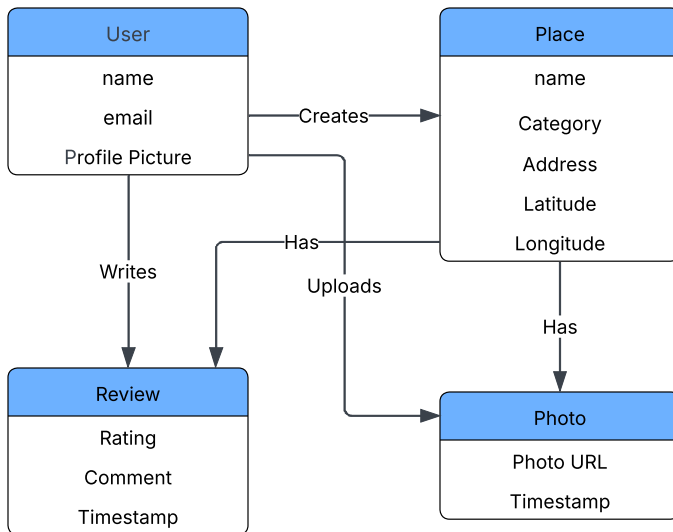 User
name
email
Profile Picture
Creates
Place
name
Category
Address
Latitude
Longitude
Has
Writes
Uploads
Has
Review
Rating
Comment
Timestamp
Photo
Photo URL
Timestamp